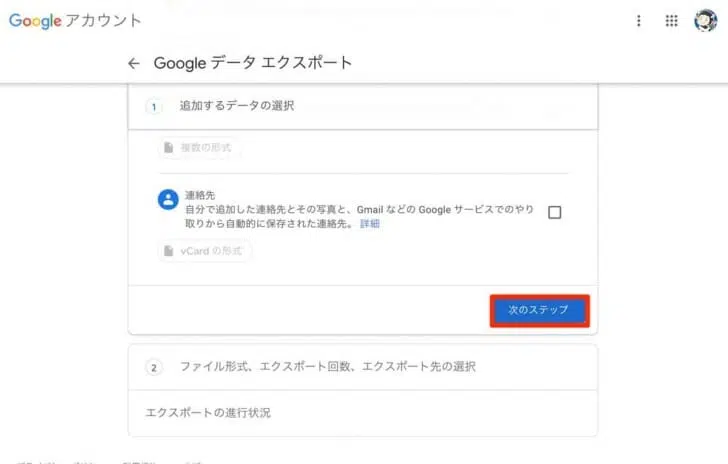 Google アカウント
Google データ エクスポート
1 追加するデータの選択
複数の形式
連絡先
自分で追加した連絡先とその写真と、Gmail などの Google サービスでのやり
取りから自動的に保存された連絡先。 詳細
vCard の形式
次のステップ
2 ファイル形式、エクスポート回数、エクスポート先の選択
エクスポートの進行状況